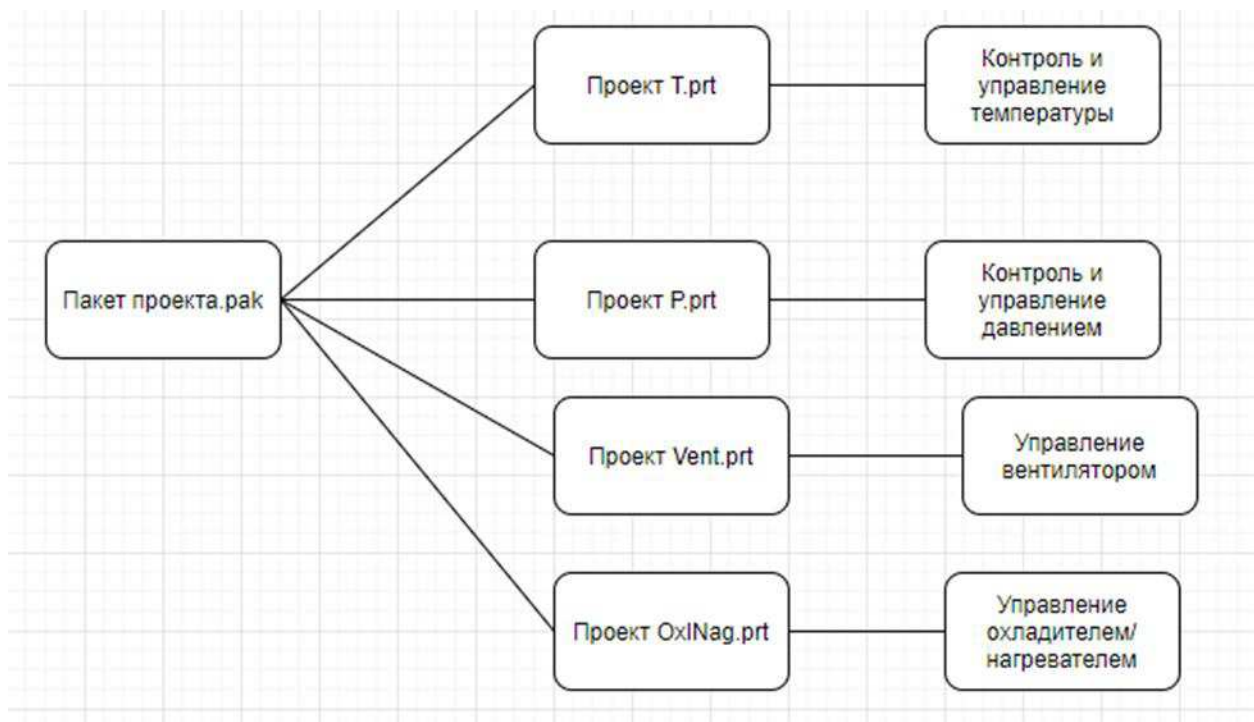 Проект T.prt
Контроль и
управление
температуры
Пакет проекта.pak
Проект P.prt
Контроль и
управление
давлением
Проект Vent.prt
Управление
вентилятором
Проект OxlNag.prt
Управление
охладителем/
нагревателем